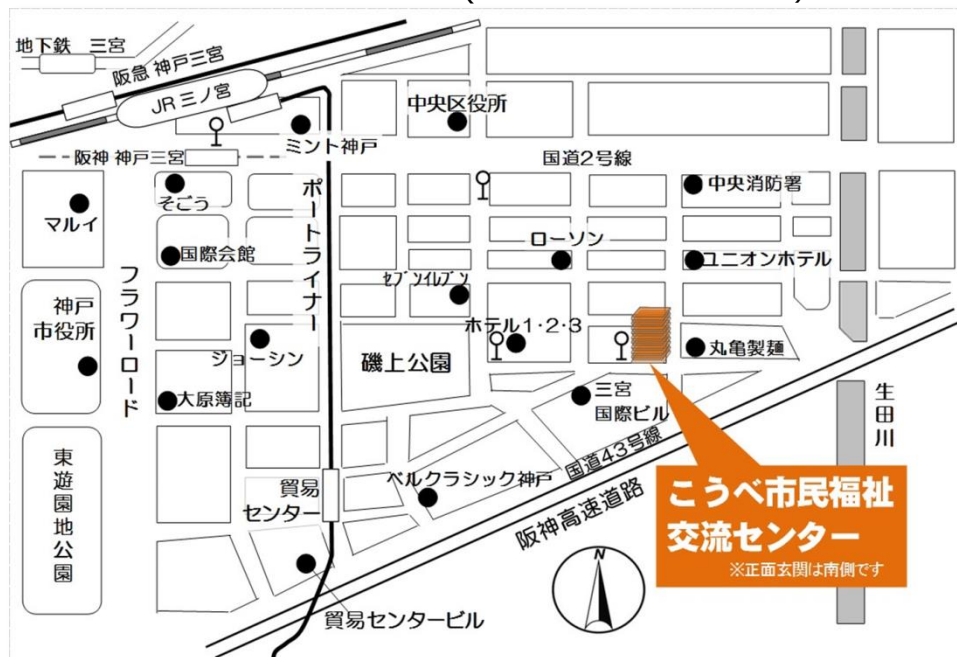 地下鉄 三宮
阪急 神戸三宮
JR 三ノ宮
中央区役所
ミント神戸
阪神 神戸三宮
国道2号線
マルイ
そごう
ポートライナー
中央消防署
国際会館
ローソン
ユニオンホテル
フラワーロード
セブンイレブン
神戸
市役所
ジョーシン
磯上公園
ホテル1・2・3
丸亀製麺
大原簿記
三宮
国際ビル
生田川
国道43号線
東遊園地公園
貿易
センター
ベルクラシック神戸
阪神高速道路
こうべ市民福祉
交流センター
※正面玄関は南側です
N
貿易センタービル